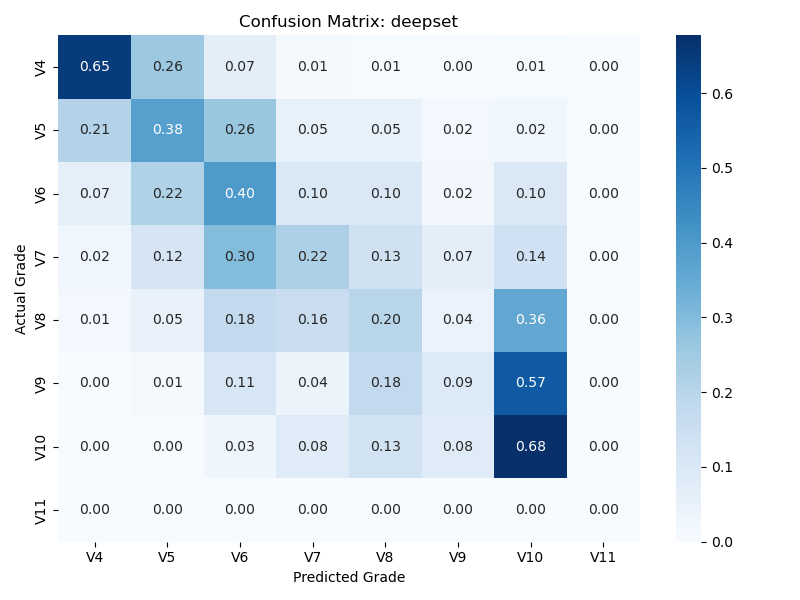 Confusion Matrix: deepset
Actual Grade
V4 0.65 0.26 0.07 0.01 0.01 0.00 0.01 0.00
V5 0.21 0.38 0.26 0.05 0.05 0.02 0.02 0.00
V6 0.07 0.22 0.40 0.10 0.10 0.02 0.10 0.00
V7 0.02 0.12 0.30 0.22 0.13 0.07 0.14 0.00
V8 0.01 0.05 0.18 0.16 0.20 0.04 0.36 0.00
V9 0.00 0.01 0.11 0.04 0.18 0.09 0.57 0.00
V10 0.00 0.00 0.03 0.08 0.13 0.08 0.68 0.00
V11 0.00 0.00 0.00 0.00 0.00 0.00 0.00 0.00
V4 V5 V6 V7 V8 V9 V10 V11
Predicted Grade
0.6
0.5
0.4
0.3
0.2
0.1
0.0